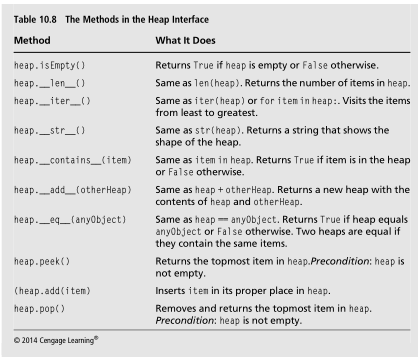 Table 10.8 The Methods in the Heap Interface
Method What It Does
heap.isEmpty() Returns True if heap is empty or False otherwise.
heap.__len__() Same as len(heap). Returns the number of items in heap.
heap.__iter__() Same as iter(heap) or for item in heap:. Visits the items
from least to greatest.
heap.__str__() Same as str(heap). Returns a string that shows the
shape of the heap.
heap.__contains__(item) Same as item in heap. Returns True if item is in the heap
or False otherwise.
heap.__add__(otherHeap) Same as heap + otherHeap. Returns a new heap with the
contents of heap and otherHeap.
heap.__eq__(anyObject) Same as heap == anyObject. Returns True if heap equals
anyObject or False otherwise. Two heaps are equal if
they contain the same items.
heap.peek() Returns the topmost item in heap.Precondition: heap is
not empty.
(heap.add(item) Inserts item in its proper place in heap.
heap.pop() Removes and returns the topmost item in heap.
Precondition: heap is not empty.
© 2014 Cengage Learning®